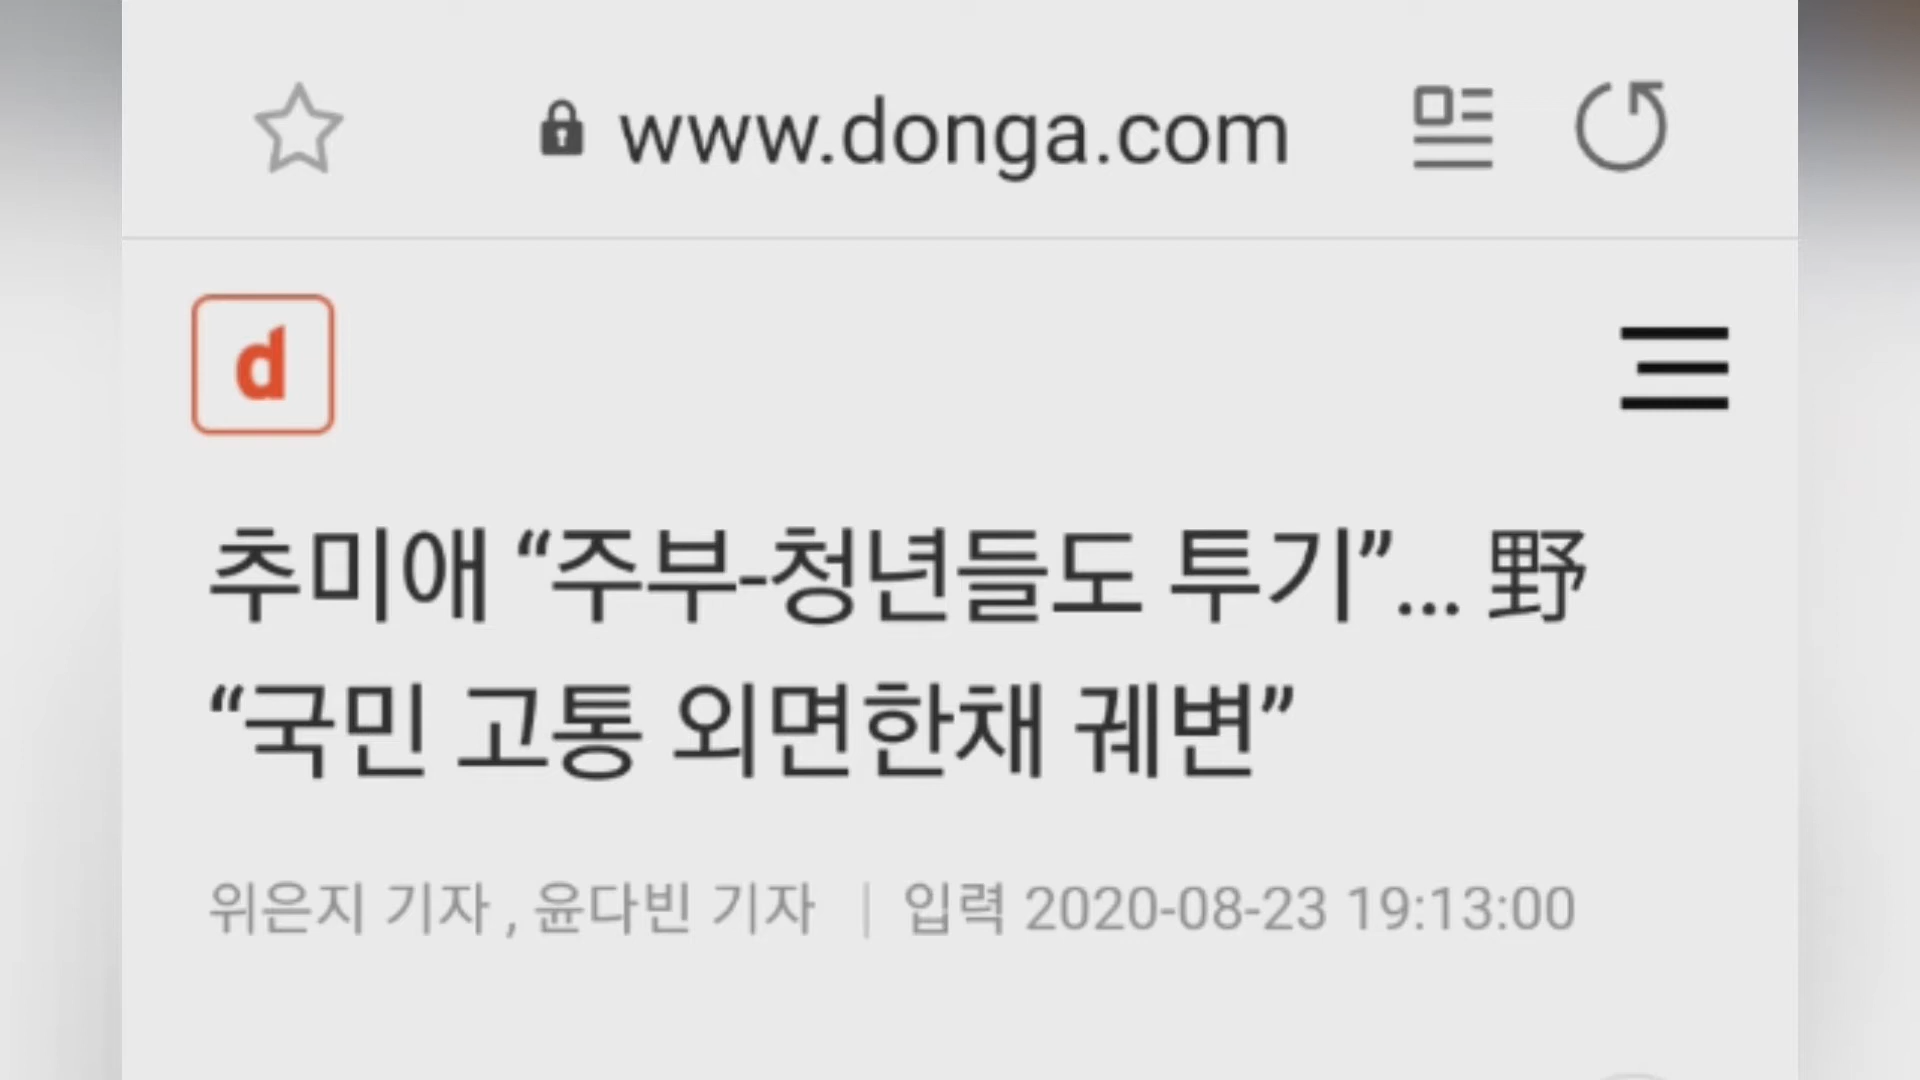 www.donga.com
d
추미애 “주부-청년들도 투기”... 野
“국민 고통 외면한채 궤변”
위은지 기자 , 윤다빈 기자 | 입력 2020-08-23 19:13:00